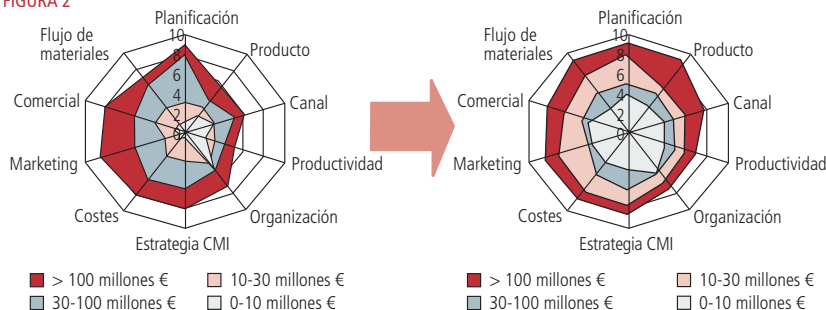 FIGURA 2
Planificación
Producto
Canal
Productividad
Organización
Estrategia CMI
Costes
Marketing
Comercial
Flujo de
materiales
10
8
6
4
2
0
> 100 millones €
10-30 millones €
30-100 millones €
0-10 millones €
Planificación
Producto
Canal
Productividad
Organización
Estrategia CMI
Costes
Marketing
Comercial
Flujo de
materiales
10
8
6
4
2
0
> 100 millones €
10-30 millones €
30-100 millones €
0-10 millones €